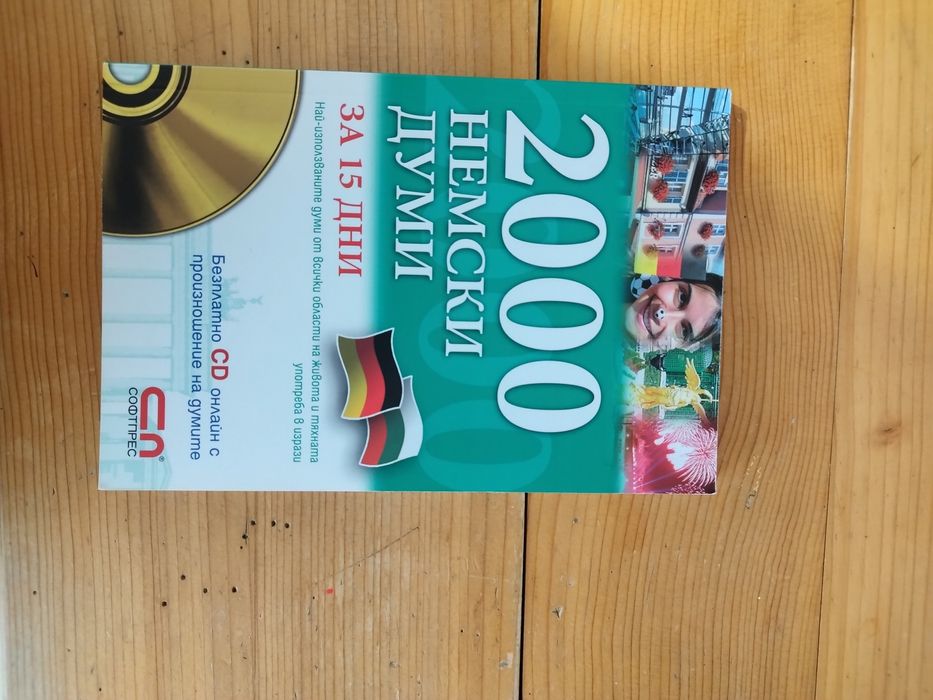 2000
НЕМСКИ
ДУМИ
ЗА 15 ДНИ
Най-използваните думи от всички области на живота и тяхната
употреба в изрази
Безплатно CD онлайн с
произношение на думите
СОФТПРЕС